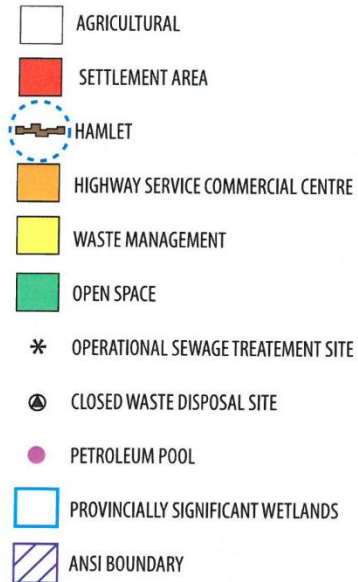 AGRICULTURAL
SETTLEMENT AREA
HAMLET
HIGHWAY SERVICE COMMERCIAL CENTRE
WASTE MANAGEMENT
OPEN SPACE
OPERATIONAL SEWAGE TREATEMENT SITE
CLOSED WASTE DISPOSAL SITE
PETROLEUM POOL
PROVINCIALLY SIGNIFICANT WETLANDS
ANSI BOUNDARY